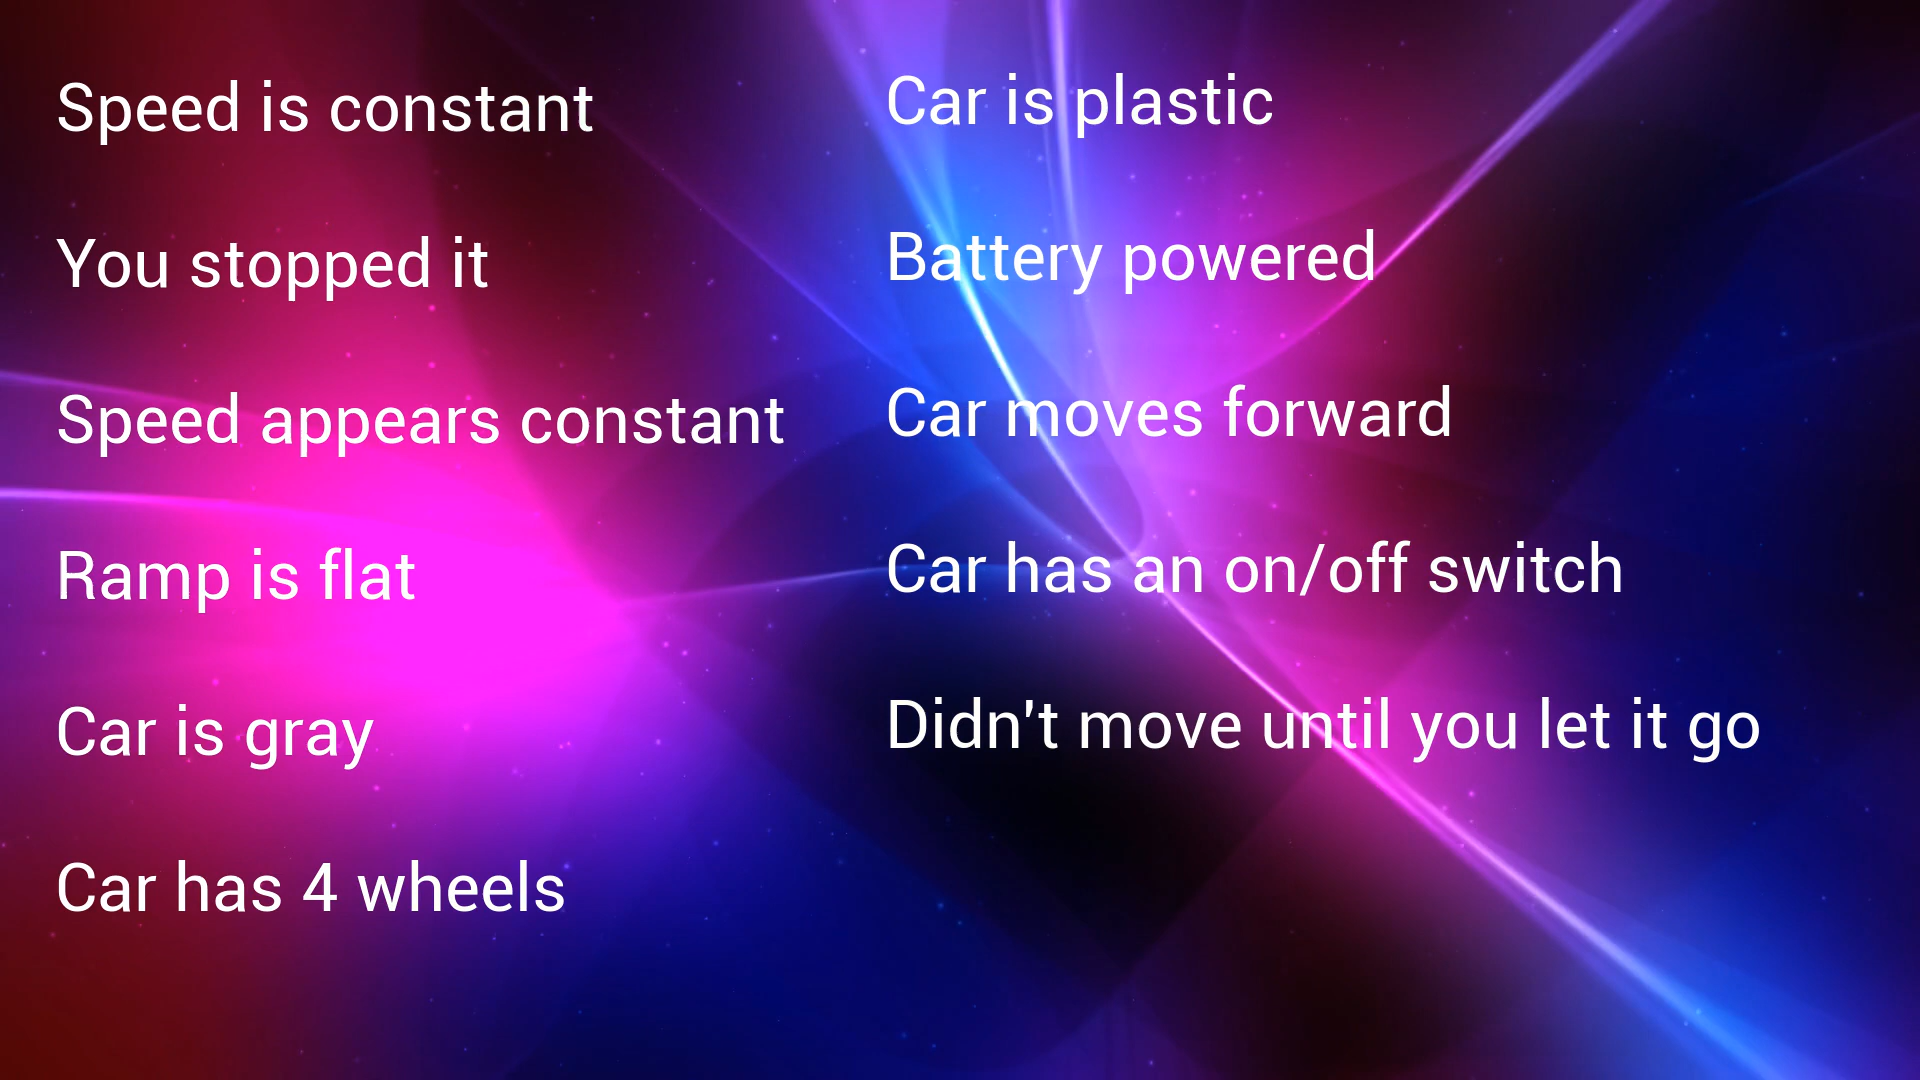 Speed is constant
You stopped it
Speed appears constant
Ramp is flat
Car is gray
Car has 4 wheels
Car is plastic
Battery powered
Car moves forward
Car has an on/off switch
Didn't move until you let it go